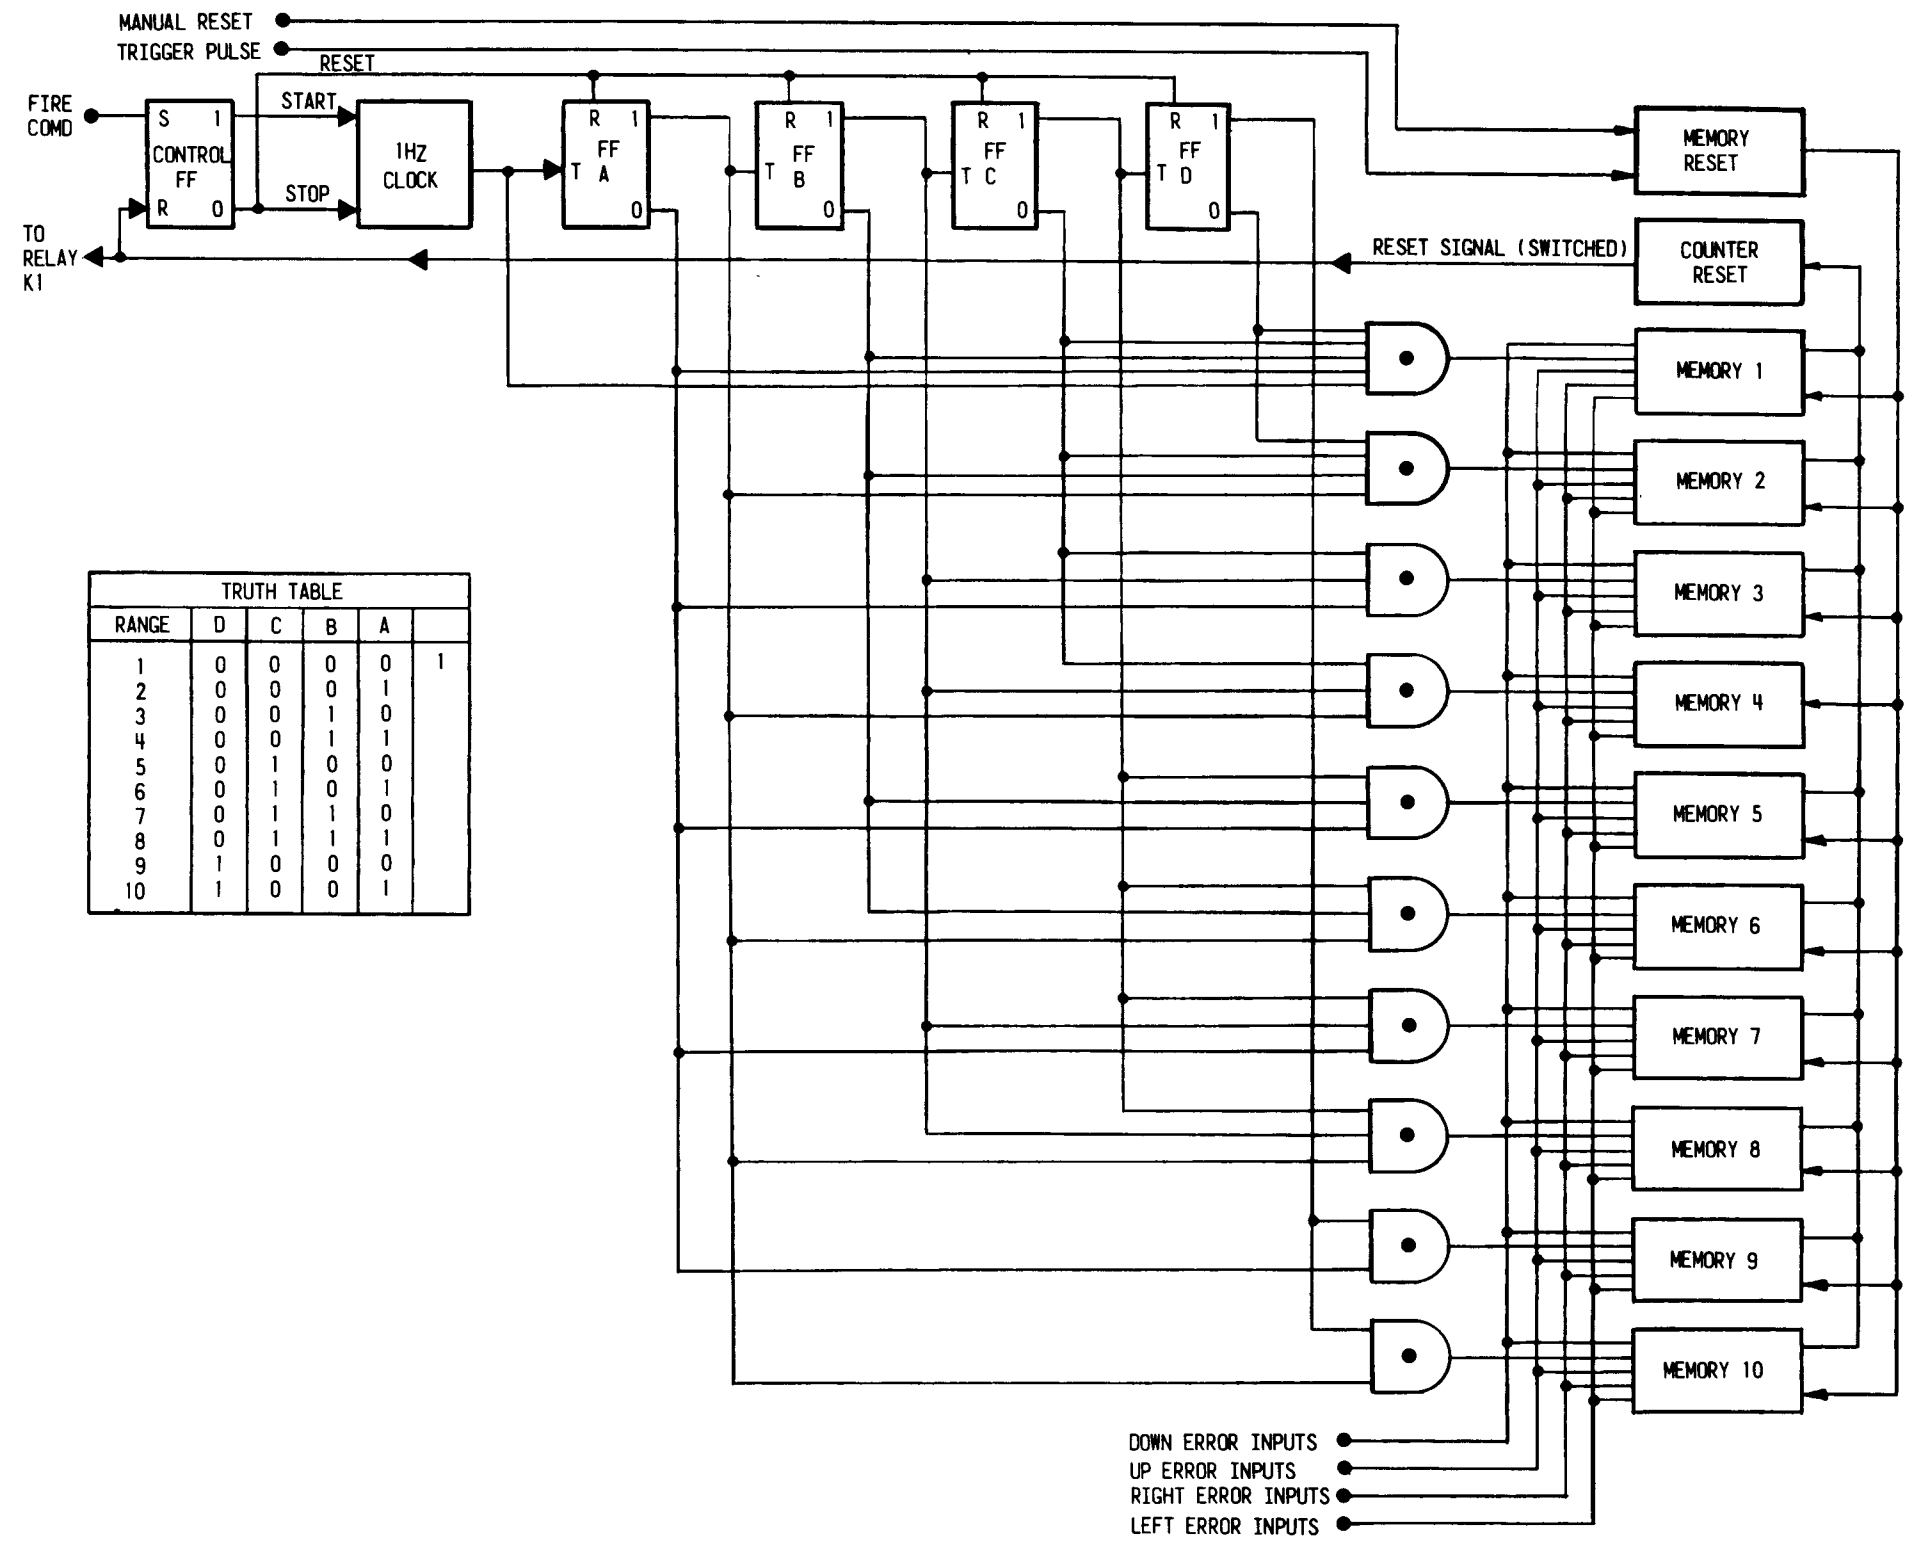 MANUAL RESET
TRIGGER PULSE
RESET
FIRE
COMD
S 1
CONTROL
FF
R 0
START
STOP
1HZ
CLOCK
R 1
FF
T A
0
R 1
FF
T B
0
R 1
FF
T C
0
R 1
FF
T D
0
TO
RELAY
K1
RESET SIGNAL (SWITCHED)
MEMORY
RESET
COUNTER
RESET
MEMORY 1
MEMORY 2
MEMORY 3
MEMORY 4
MEMORY 5
MEMORY 6
MEMORY 7
MEMORY 8
MEMORY 9
MEMORY 10
TRUTH TABLE
RANGE D C B A
1 0 0 0 0 1
2 0 0 0 1
3 0 0 1 0
4 0 0 1 1
5 0 1 0 0
6 0 1 0 1
7 0 1 1 0
8 0 1 1 1
9 1 0 0 0
10 1 0 0 1
DOWN ERROR INPUTS
UP ERROR INPUTS
RIGHT ERROR INPUTS
LEFT ERROR INPUTS